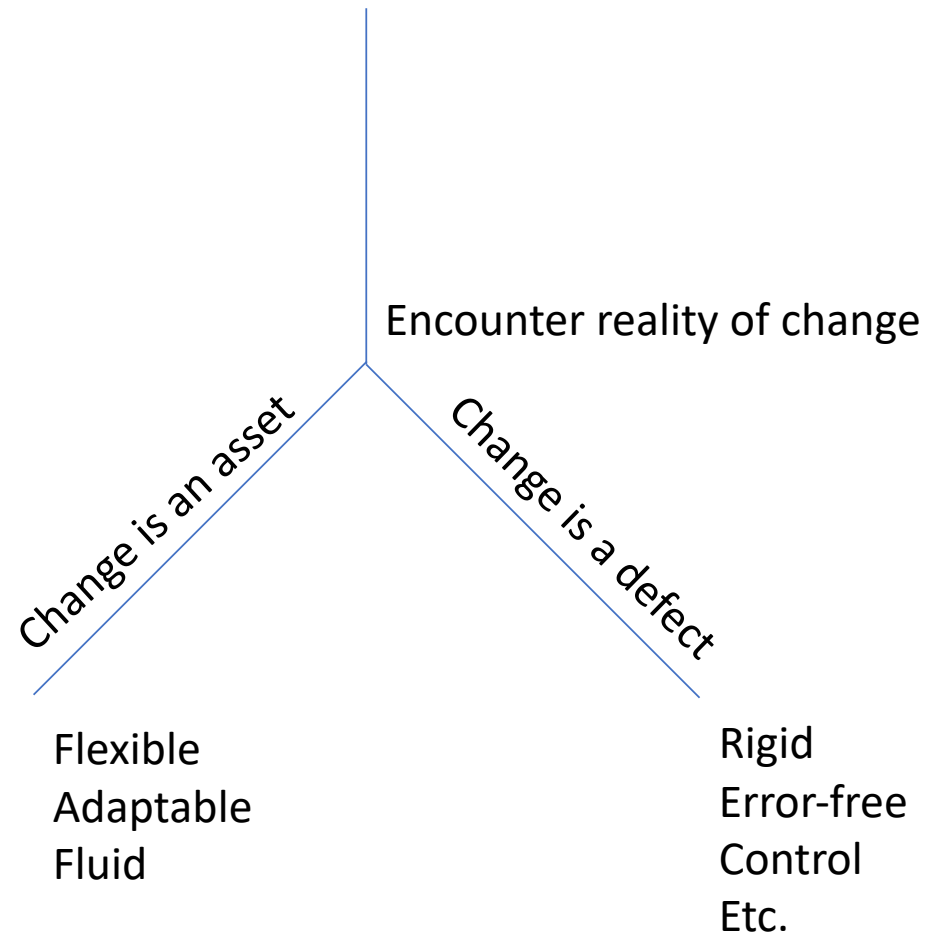 Encounter reality of change
Change is an asset
Change is a defect
Flexible
Adaptable
Fluid
Rigid
Error-free
Control
Etc.